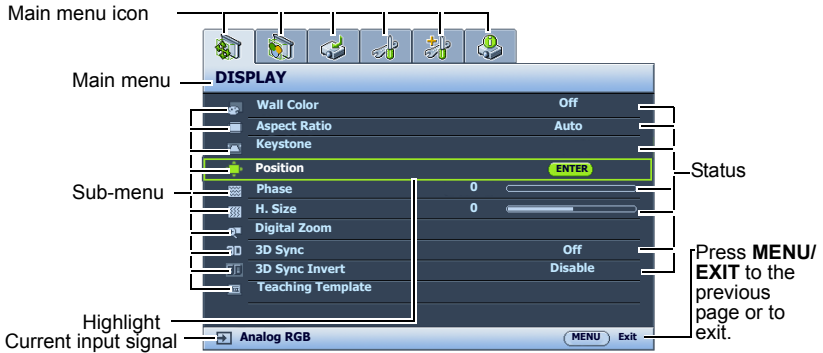 Main menu icon
Main menu
DISPLAY
Wall Color Off
Aspect Ratio Auto
Keystone
Position ENTER
Phase 0
H. Size 0
Digital Zoom
3D 3D Sync Off
3D Sync Invert Disable
Teaching Template
Sub-menu
Status
Highlight
Current input signal
Analog RGB
MENU Exit
Press MENU/
EXIT to the
previous
page or to
exit.